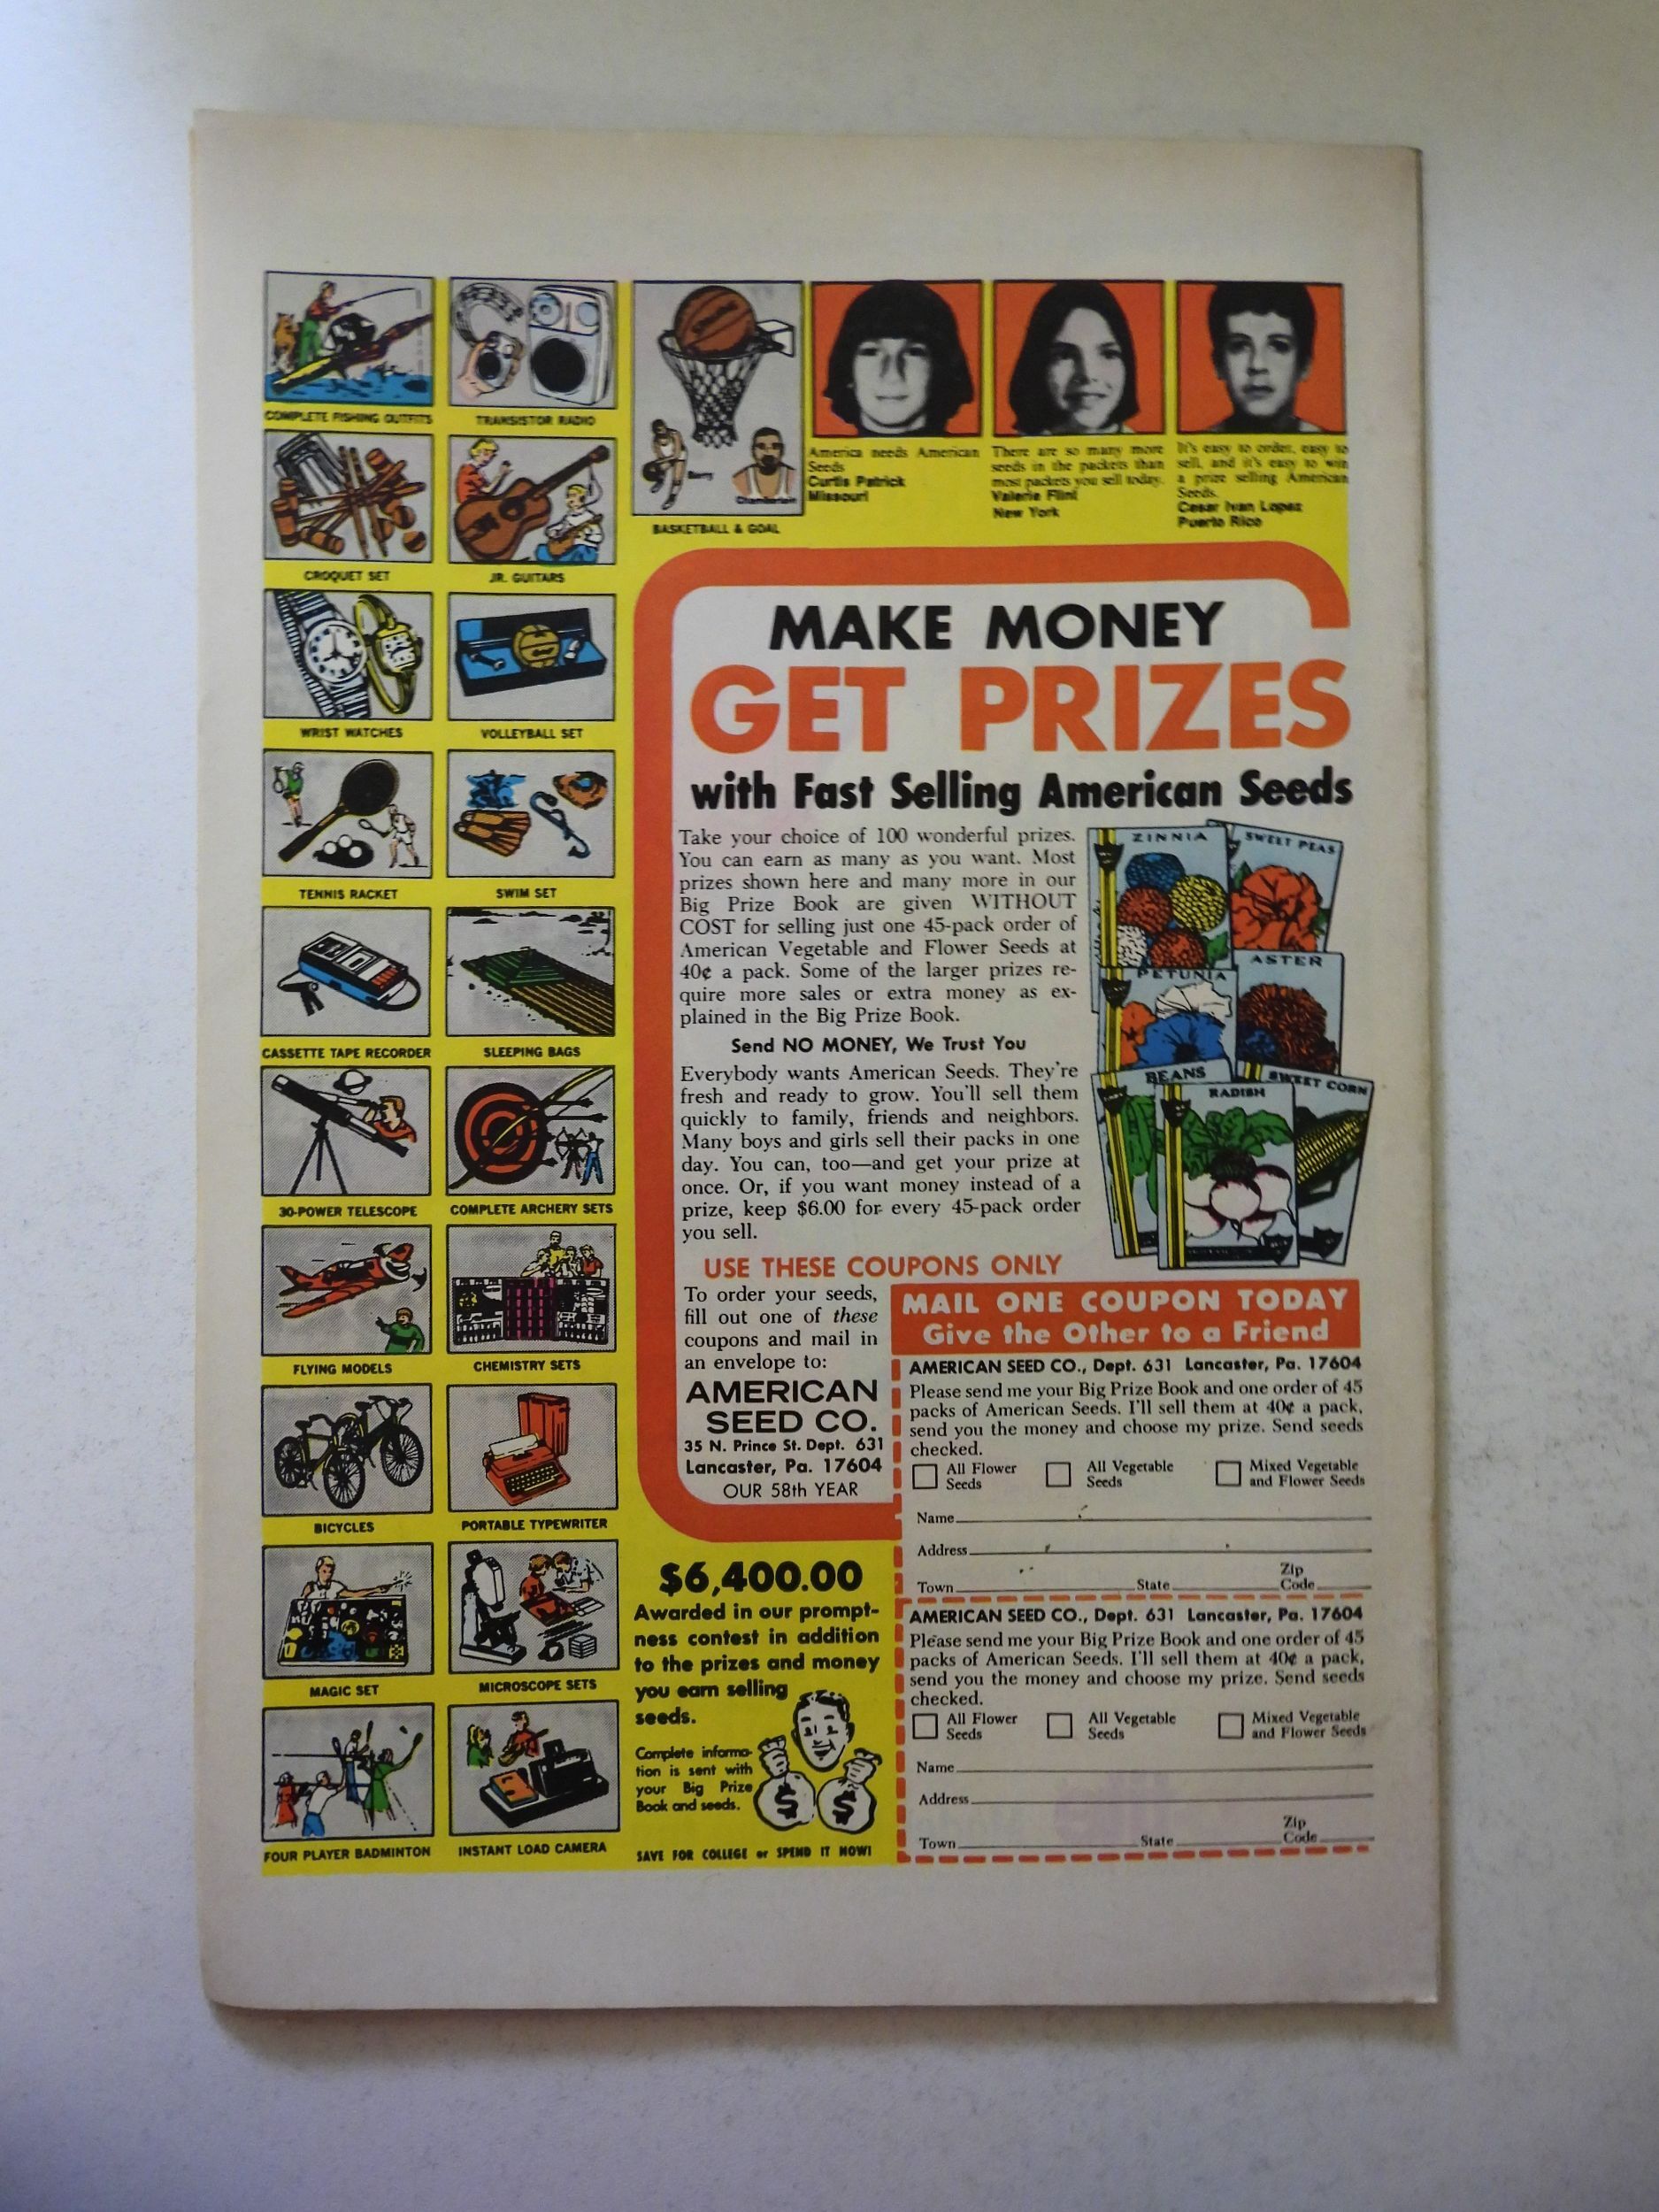 COMPLETE FISHING OUTFITS
TRANSISTOR RADIO
CROQUET SET
JR. GUITARS
WRIST WATCHES
VOLLEYBALL SET
TENNIS RACKET
SWIM SET
CASSETTE TAPE RECORDER
SLEEPING BAGS
30-POWER TELESCOPE
COMPLETE ARCHERY SETS
FLYING MODELS
CHEMISTRY SETS
BICYCLES
PORTABLE TYPEWRITER
MAGIC SET
MICROSCOPE SETS
FOUR PLAYER BADMINTON
INSTANT LOAD CAMERA
Barry
Chamberlain
BASKETBALL & GOAL
America needs American
Seeds
Curtis Patrick
Missouri
There are so many more
seeds in the packets than
most packets you sell today.
Valerie Flint
New York
It's easy to order, easy to
sell, and it's easy to win
a prize selling American
Seeds.
Cesar Ivan Lopez
Puerto Rico
MAKE MONEY
GET PRIZES
with Fast Selling American Seeds
Take your choice of 100 wonderful prizes.
You can earn as many as you want. Most
prizes shown here and many more in our
Big Prize Book are given WITHOUT
COST for selling just one 45-pack order of
American Vegetable and Flower Seeds at
40¢ a pack. Some of the larger prizes re-
quire more sales or extra money as ex-
plained in the Big Prize Book.
Send NO MONEY, We Trust You
Everybody wants American Seeds. They're
fresh and ready to grow. You'll sell them
quickly to family, friends and neighbors.
Many boys and girls sell their packs in one
day. You can, too—and get your prize at
once. Or, if you want money instead of a
prize, keep $6.00 for every 45-pack order
you sell.
ZINNIA
SWEET PEAS
PETUNIA
ASTER
BEANS
RADISH
SWEET CORN
USE THESE COUPONS ONLY
To order your seeds,
fill out one of these
coupons and mail in
an envelope to:
AMERICAN
SEED CO.
35 N. Prince St. Dept. 631
Lancaster, Pa. 17604
OUR 58th YEAR
$6,400.00
Awarded in our prompt-
ness contest in addition
to the prizes and money
you earn selling
seeds.
Complete informa-
tion is sent with
your Big Prize
Book and seeds.
$ $
SAVE FOR COLLEGE or SPEND IT NOW!
MAIL ONE COUPON TODAY
Give the Other to a Friend
AMERICAN SEED CO., Dept. 631 Lancaster, Pa. 17604
Please send me your Big Prize Book and one order of 45
packs of American Seeds. I'll sell them at 40¢ a pack,
send you the money and choose my prize. Send seeds
checked.
All Flower Seeds
All Vegetable Seeds
Mixed Vegetable and Flower Seeds
Name
Address
Town State Zip Code
AMERICAN SEED CO., Dept. 631 Lancaster, Pa. 17604
Please send me your Big Prize Book and one order of 45
packs of American Seeds. I'll sell them at 40¢ a pack,
send you the money and choose my prize. Send seeds
checked.
All Flower Seeds
All Vegetable Seeds
Mixed Vegetable and Flower Seeds
Name
Address
Town State Zip Code